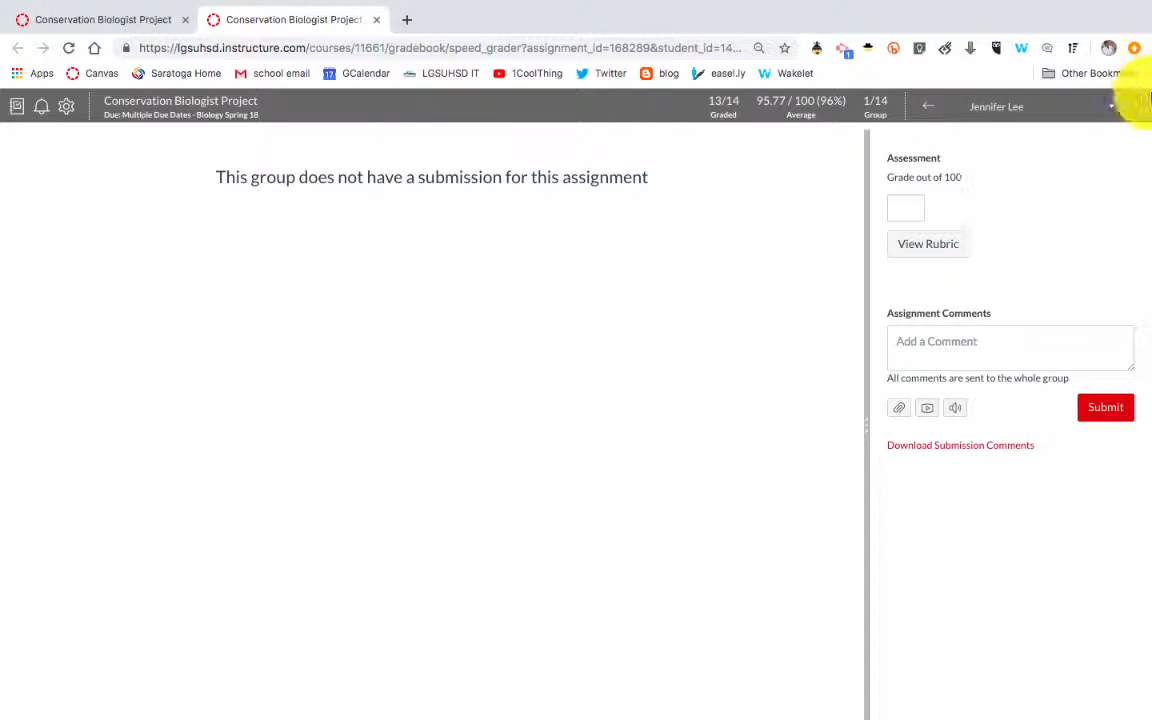 Conservation Biologist Project
Conservation Biologist Project
https://lgsuhsd.instructure.com/courses/11661/gradebook/speed_grader?assignment_id=168289&student_id=14...
1
Apps
Canvas
Saratoga Home
school email
17 GCalendar
LGSUHSD IT
1CoolThing
Twitter
blog
easel.ly
Wakelet
Conservation Biologist Project
Due: Multiple Due Dates - Biology Spring 18
13/14
Graded
95.77 / 100 (96%)
Average
1/14
Group
Jennifer Lee
This group does not have a submission for this assignment
Assessment
Grade out of 100
View Rubric
Assignment Comments
Add a Comment
All comments are sent to the whole group
Submit
Download Submission Comments